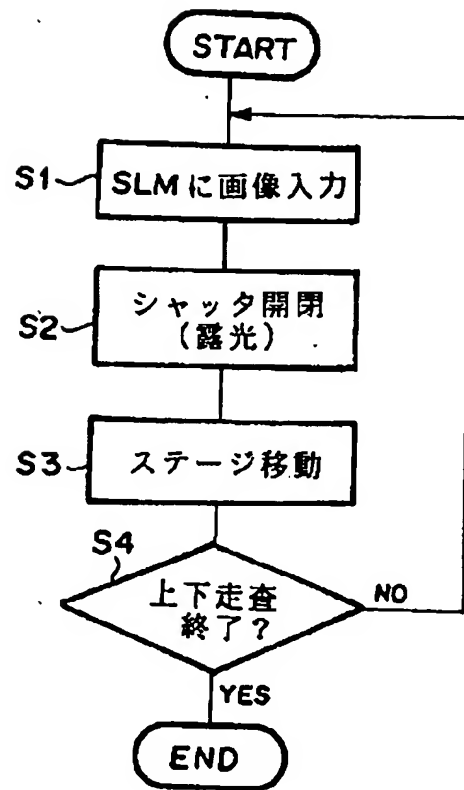 START
S1
SLMに画像入力
S2
シャッタ開閉
(露光)
S3
ステージ移動
S4
上下走査
終了?
NO
YES
END